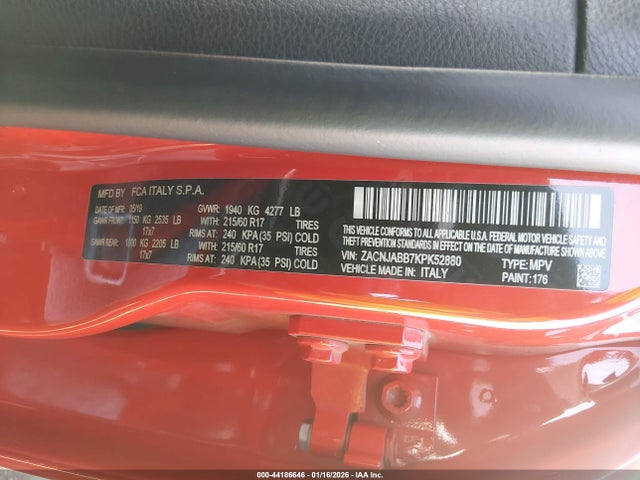 MFD BY FCA ITALY S.P.A.
DATE OF MFR 05/19 GVWR: 1940 KG 4277 LB
GAWR FRONT: 1150 KG 2535 LB WITH: 215/60 R17 TIRES
17x7 RIMS AT: 240 KPA(35 PSI) COLD
GAWR REAR: 1000 KG 2205 LB WITH: 215/60 R17 TIRES
17x7 RIMS AT: 240 KPA(35 PSI) COLD
THIS VEHICLE CONFORMS TO ALL APPLICABLE
U.S.A. FEDERAL MOTOR VEHICLE SAFETY STANDARDS IN
EFFECT ON THE DATE OF MANUFACTURE SHOWN ABOVE.
VIN: ZACNJABB7KPK52880 TYPE: MPV
VEHICLE MADE IN: ITALY PAINT: 176
000-44186646 - 01/16/2026 - IAA Inc.